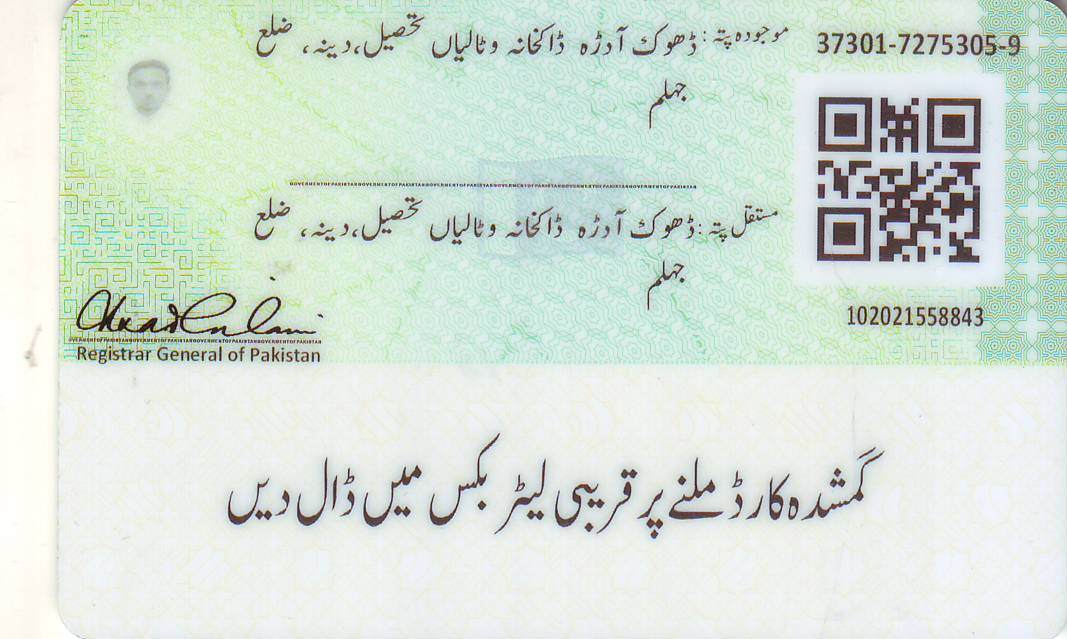 موجودہ پتہ: ڈھوک آدڑہ ڈاکخانہ وٹالیاں تحصیل،دینہ، ضلع
جہلم
37301-7275305-9
مستقل پتہ: ڈھوک آدڑہ ڈاکخانہ وٹالیاں تحصیل،دینہ، ضلع
جہلم
102021558843
Registrar General of Pakistan
گمشدہ کارڈ ملنے پر قریبی لیٹر بکس میں ڈال دیں